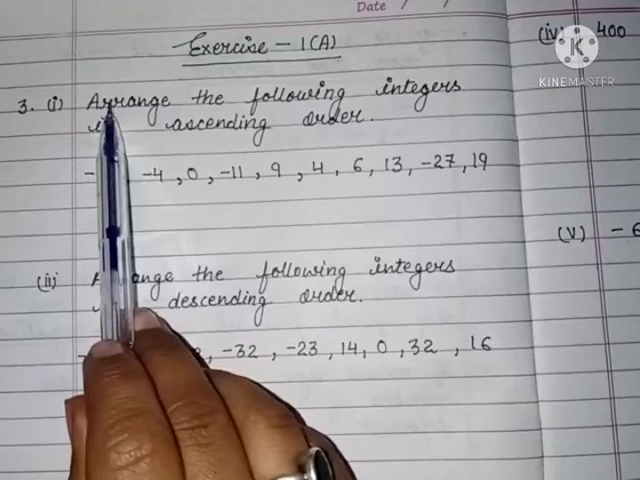 Date / /
Exercise - 1(A)
(iv) 400
KINEMASTER
3. (i) Arrange the following integers
ascending order.
-4, 0, -11, 9, 4, 6, 13, -27, 19
(v) - 6
(ii) the following integers
descending order.
, -32, -23, 14, 0, 32, 16